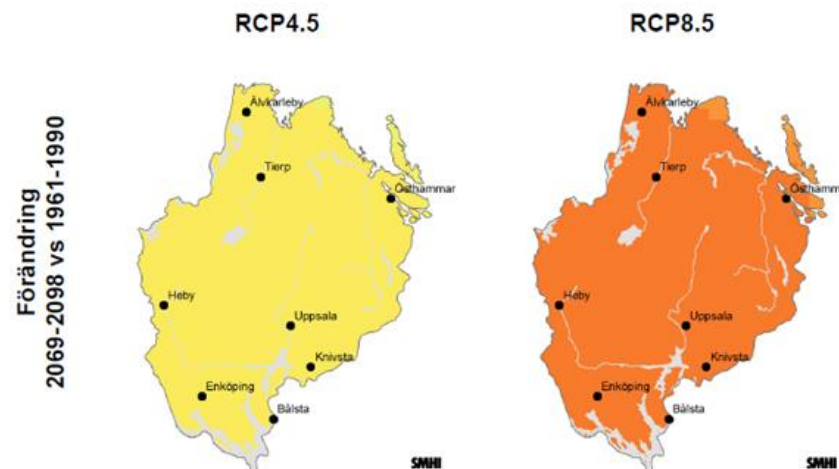 RCP4.5
RCP8.5
Förändring
2069-2098 vs 1961-1990
Älvkarleby
Tierp
Östhammar
Heby
Uppsala
Knivsta
Enköping
Bålsta
SMHI
Älvkarleby
Tierp
Östhamm
Heby
Uppsala
Knivsta
Enköping
Bålsta
SMHI